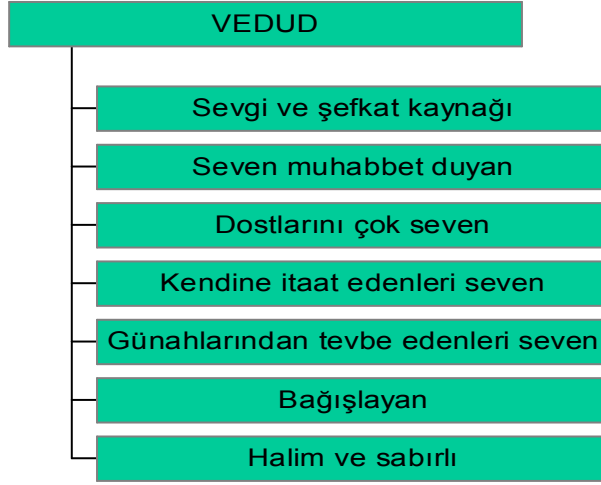 VEDUD
Sevgi ve şefkat kaynağı
Seven muhabbet duyan
Dostlarını çok seven
Kendine itaat edenleri seven
Günahlarından tevbe edenleri seven
Bağışlayan
Halim ve sabırlı